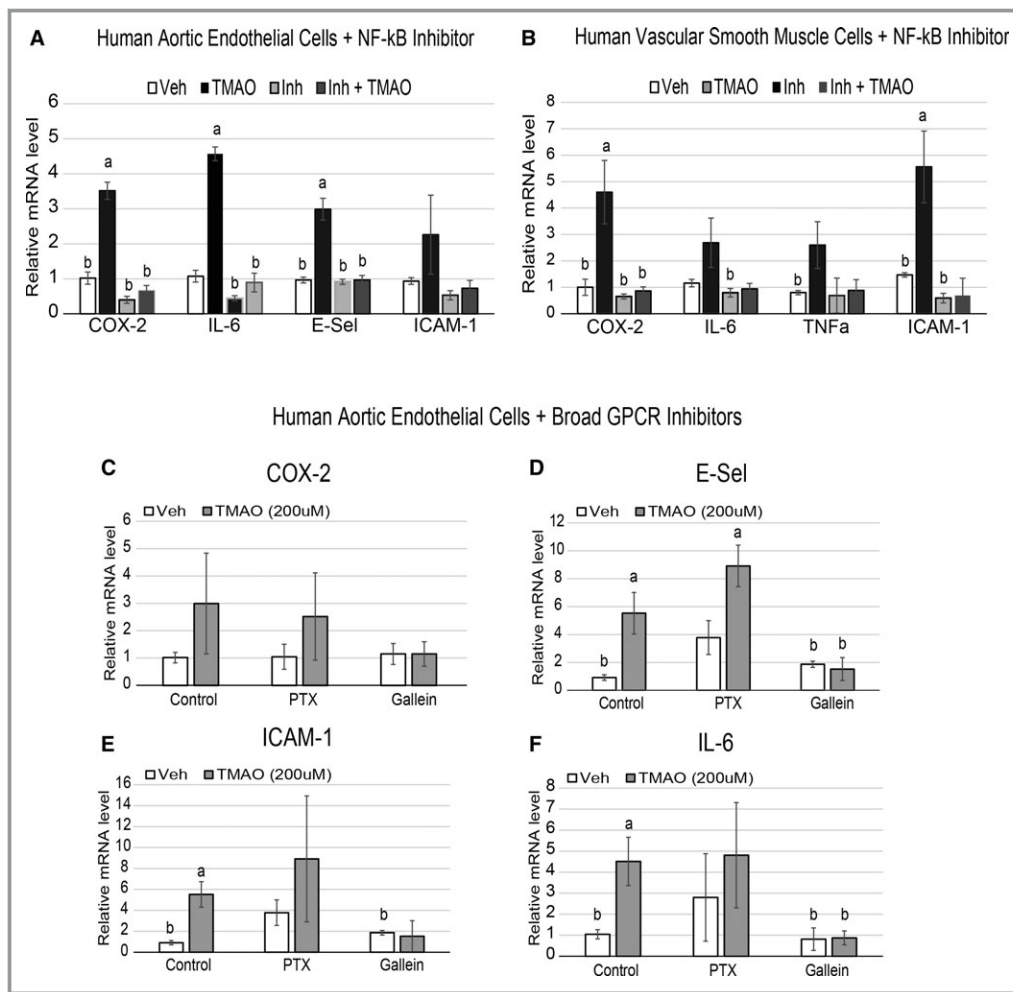 A Human Aortic Endothelial Cells + NF-kB Inhibitor
Veh TMAO Inh Inh + TMAO
Relative mRNA level
6
5
4
3
2
1
0
b a b b
a b b
b a b b
COX-2 IL-6 E-Sel ICAM-1
B Human Vascular Smooth Muscle Cells + NF-kB Inhibitor
Veh TMAO Inh Inh + TMAO
Relative mRNA level
8
7
6
5
4
3
2
1
0
b a b b
b
a b
COX-2 IL-6 TNFa ICAM-1
Human Aortic Endothelial Cells + Broad GPCR Inhibitors
C COX-2
Veh TMAO (200uM)
Relative mRNA level
6
5
4
3
2
1
0
Control PTX Gallein
D E-Sel
Veh TMAO (200uM)
Relative mRNA level
12
10
8
6
4
2
0
b a a b b
Control PTX Gallein
E ICAM-1
Veh TMAO (200uM)
Relative mRNA level
16
14
12
10
8
6
4
2
0
b a b
Control PTX Gallein
F IL-6
Veh TMAO (200uM)
Relative mRNA level
8
7
6
5
4
3
2
1
0
b a b b
Control PTX Gallein